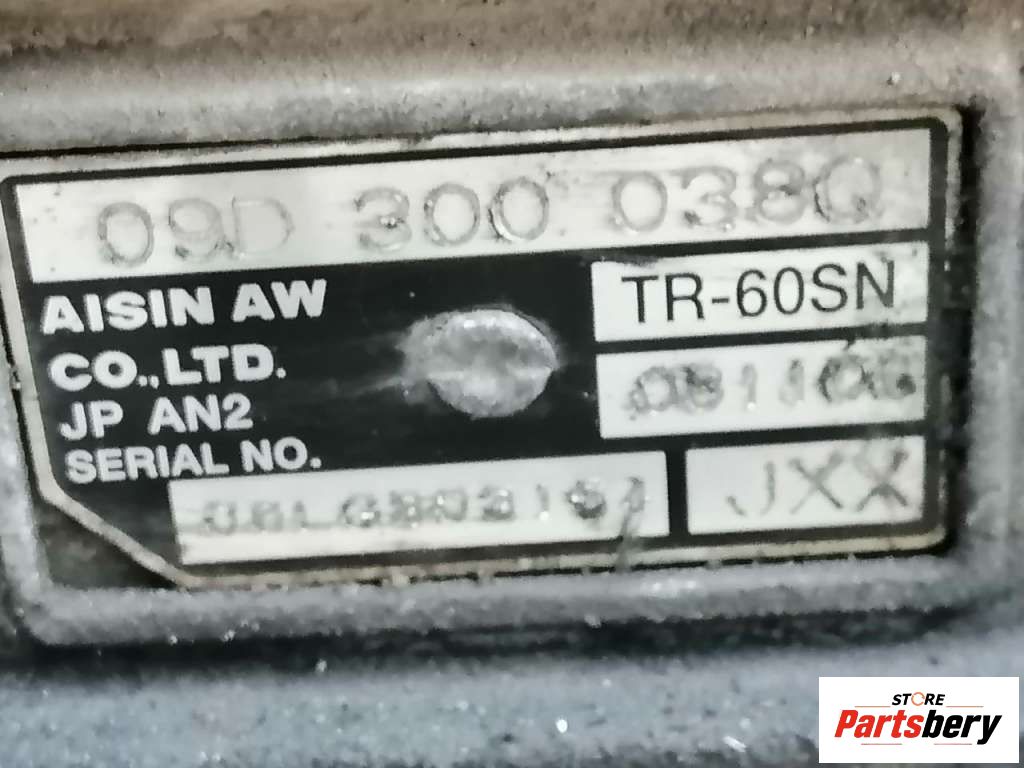 09D 300 038Q
AISIN AW
TR-60SN
CO.,LTD.
JP AN2
SERIAL NO.
JXX
STORE
Partsbery